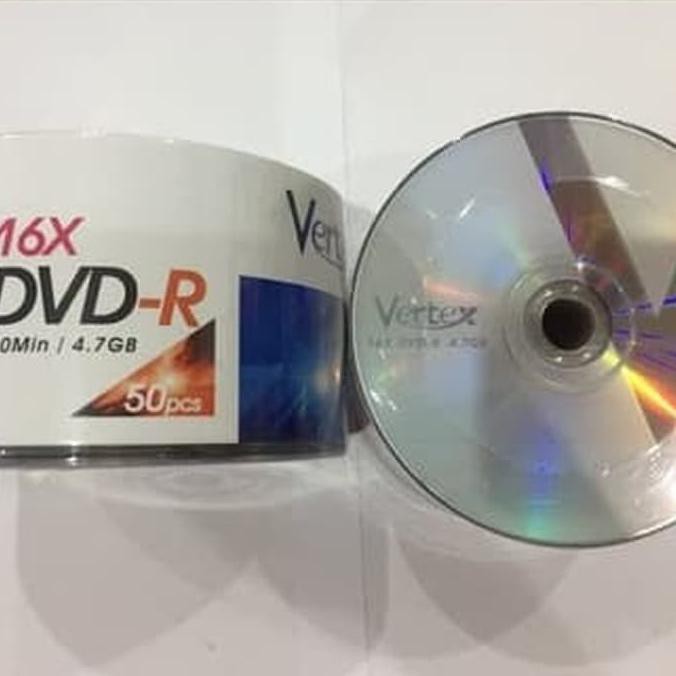 16X
DVD-R
0Min / 4.7GB
50pcs
Vert
Vertex
16X DVD-R 4.7GB